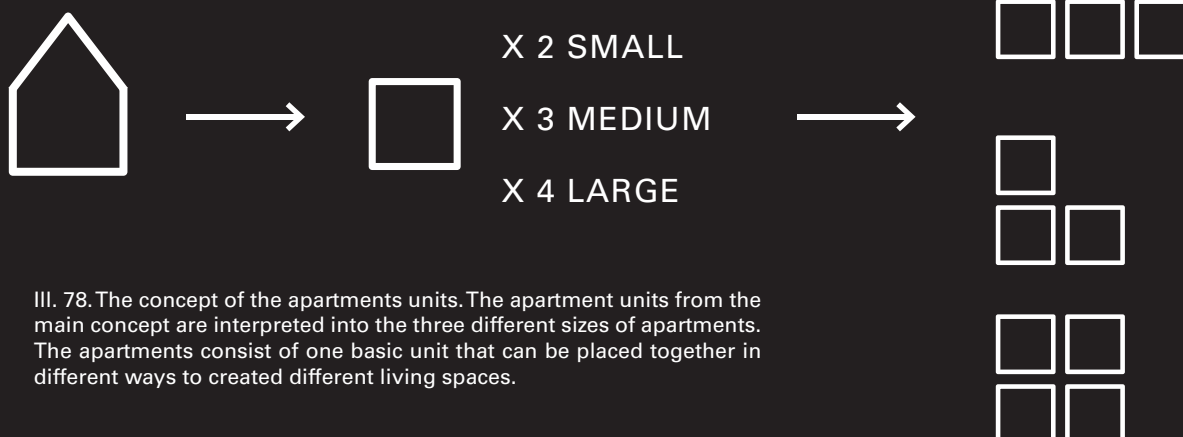 X 2 SMALL
X 3 MEDIUM
X 4 LARGE
Ill. 78. The concept of the apartments units. The apartment units from the
main concept are interpreted into the three different sizes of apartments.
The apartments consist of one basic unit that can be placed together in
different ways to created different living spaces.